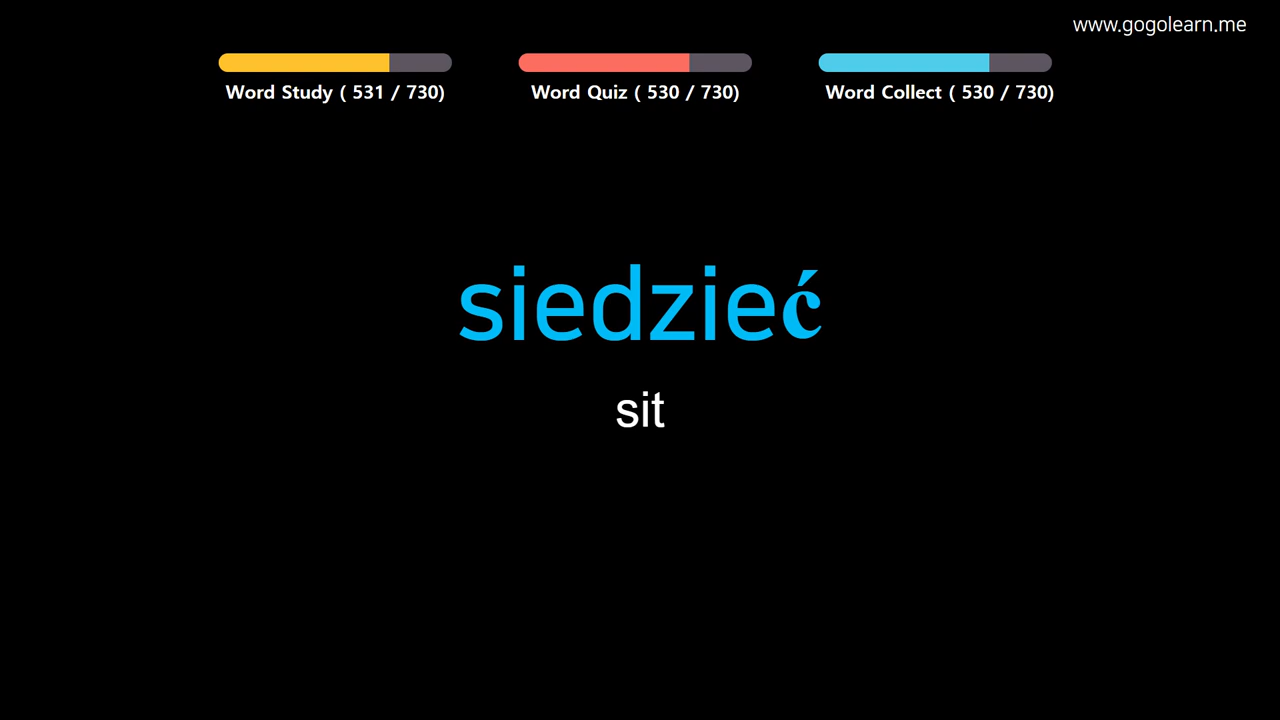 www.gogolearn.me
Word Study ( 531 / 730)
Word Quiz ( 530 / 730)
Word Collect ( 530 / 730)
siedzieć
sit